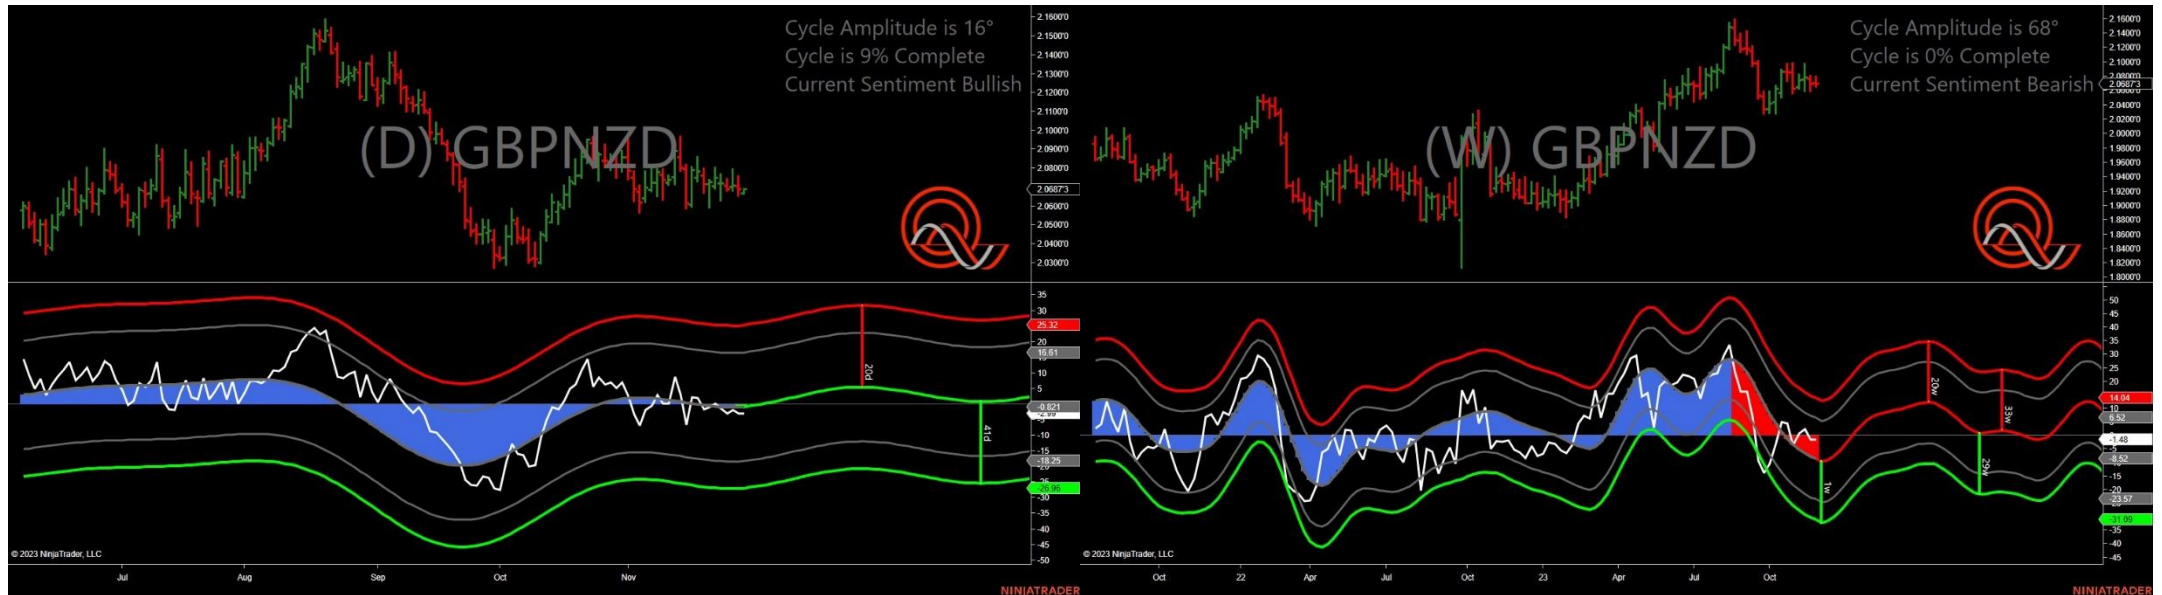 Cycle Amplitude is 16°
Cycle is 9% Complete
Current Sentiment Bullish
(D) GBPNZD
2.1600'0
2.1500'0
2.1400'0
2.1300'0
2.1200'0
2.1100'0
2.1000'0
2.0900'0
2.0800'0
2.0687'3
2.0600'0
2.0500'0
2.0400'0
2.0300'0
35
30
25.32
20
16.61
10
5
-0.821
-2.99
-10
-15
-18.25
-26.96
-35
-40
-45
-50
20d
41d
© 2023 NinjaTrader, LLC
Jul
Aug
Sep
Oct
Nov
NINJATRADER
Cycle Amplitude is 68°
Cycle is 0% Complete
Current Sentiment Bearish
(W) GBPNZD
2.1600'0
2.1400'0
2.1200'0
2.1000'0
2.0800'0
2.0687'3
2.0400'0
2.0200'0
2.0000'0
1.9800'0
1.9600'0
1.9400'0
1.9200'0
1.9000'0
1.8800'0
1.8600'0
1.8400'0
1.8200'0
1.8000'0
50
45
40
35
30
25
20
14.04
10
6.52
-1.48
-8.52
-15
-20
-23.57
-31.09
-35
-40
-45
20w
33w
29w
1w
© 2023 NinjaTrader, LLC
Oct
22
Apr
Jul
Oct
23
Apr
Jul
Oct
NINJATRADER